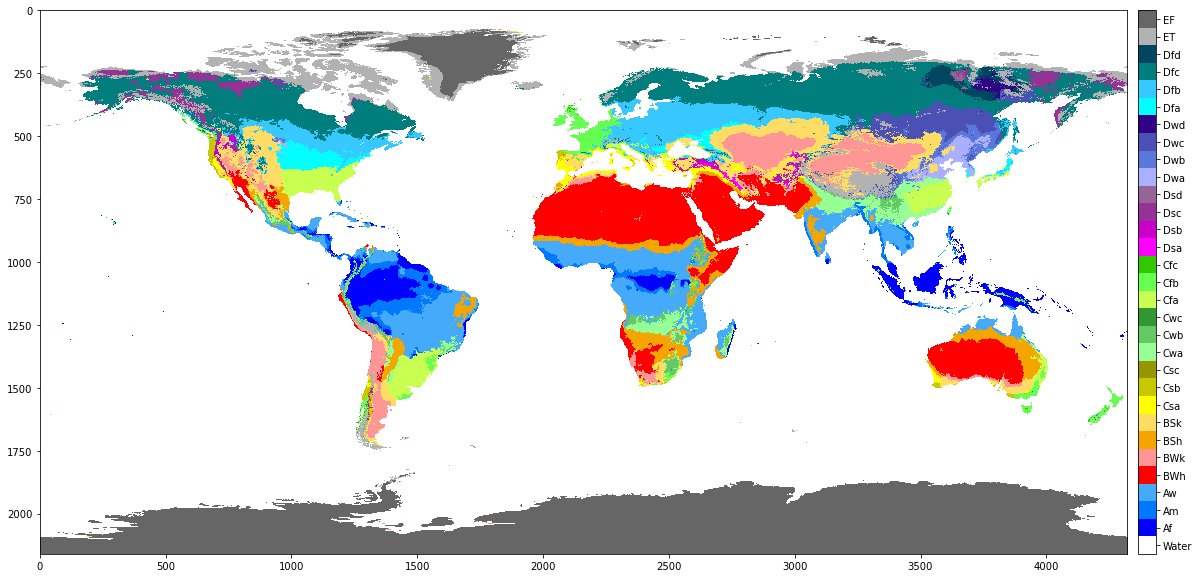 0
250
500
750
1000
1250
1500
1750
2000
0
500
1000
1500
2000
2500
3000
3500
4000
EF
ET
Dfd
Dfc
Dfb
Dfa
Dwd
Dwc
Dwb
Dwa
Dsd
Dsc
Dsb
Dsa
Cfc
Cfb
Cfa
Cwc
Cwb
Cwa
Csc
Csb
Csa
BSk
BSh
BWk
BWh
Aw
Am
Af
Water